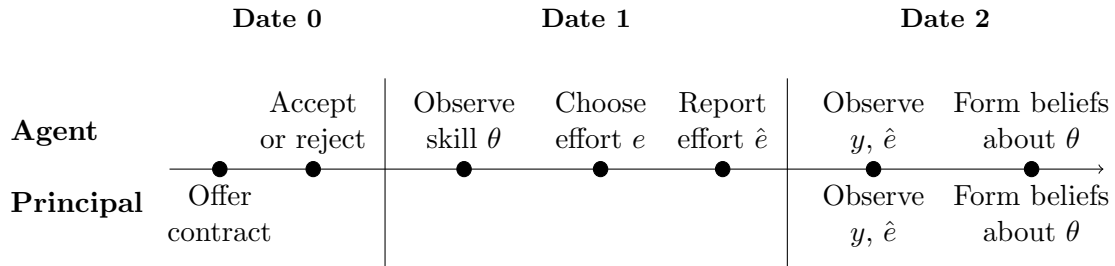 Date 0 Date 1 Date 2
Accept Observe Choose Report Observe Form beliefs
Agent or reject skill θ effort e effort ê y, ê about θ
Principal Offer Observe Form beliefs
contract y, ê about θ